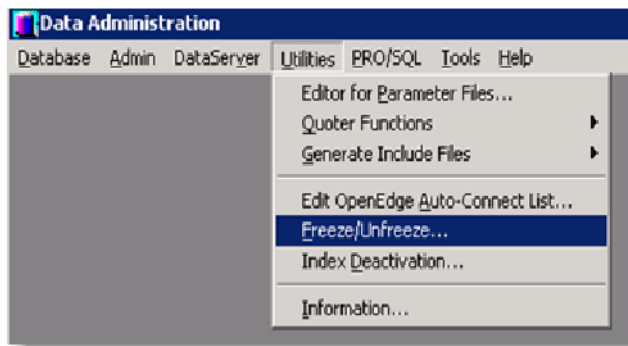 Data Administration
Database Admin DataServer Utilities PRO/SQL Tools Help
Editor for Parameter Files...
Quoter Functions
Generate Include Files
Edit OpenEdge Auto-Connect List...
Freeze/Unfreeze...
Index Deactivation...
Information...